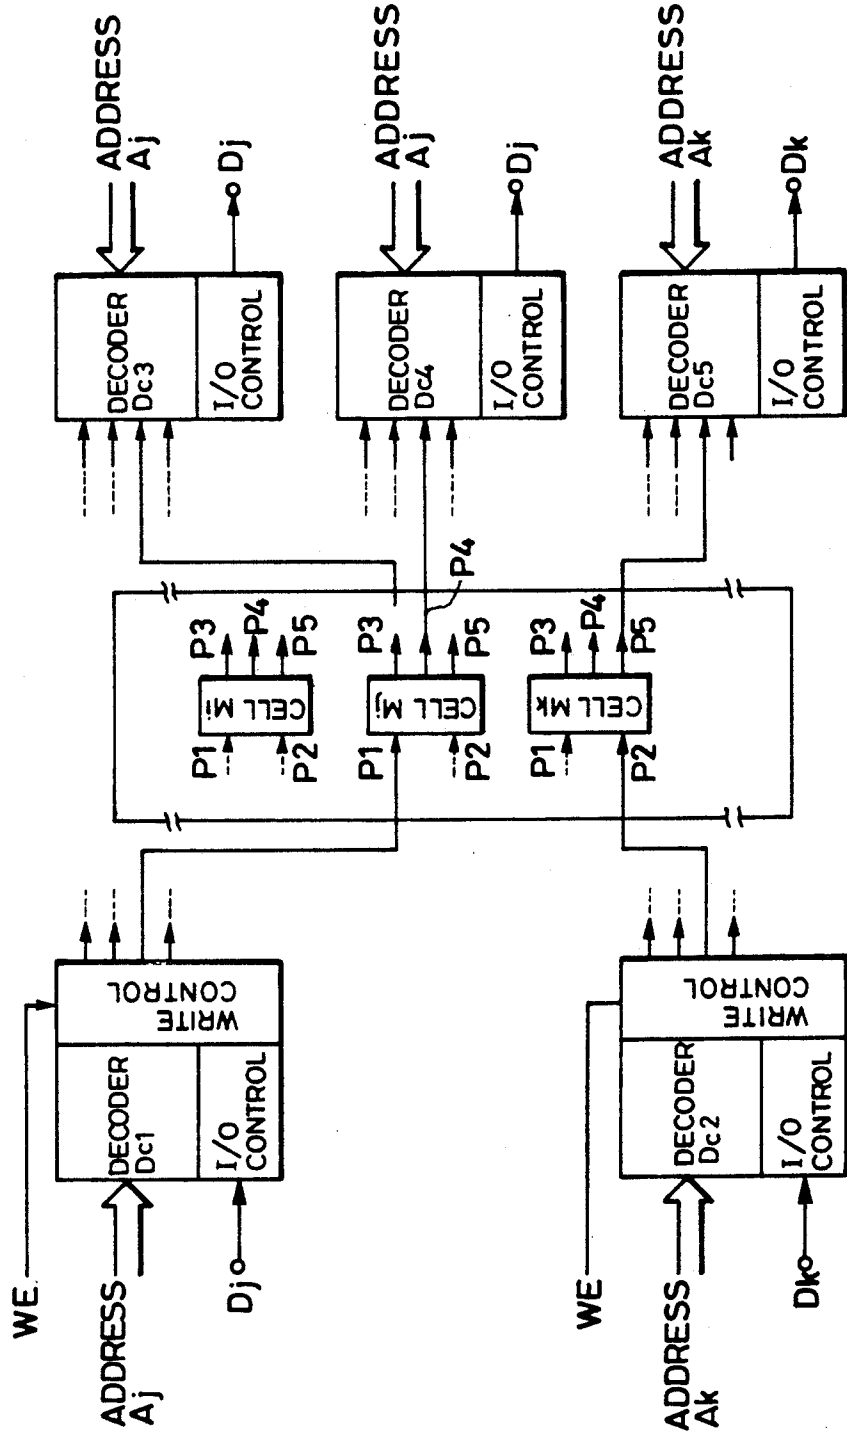 WE
ADDRESS
Aj
DECODER
Dc1
I/O
CONTROL
WRITE
CONTROL
Dj
P1
P2
CELL Mi
P3
P4
P5
P1
P2
CELL Mj
P3
P5
P4
P1
P2
CELL Mk
P3
P4
P5
DECODER
Dc3
I/O
CONTROL
ADDRESS
Aj
Dj
DECODER
Dc4
I/O
CONTROL
ADDRESS
Aj
Dj
WE
ADDRESS
Ak
DECODER
Dc2
I/O
CONTROL
WRITE
CONTROL
Dk
DECODER
Dc5
I/O
CONTROL
ADDRESS
Ak
Dk